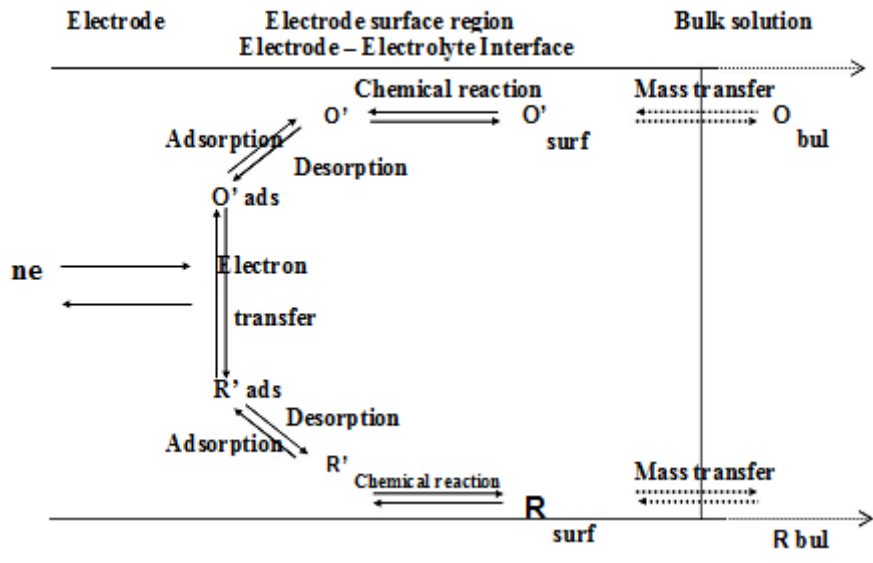 Electrode
Electrode surface region
Bulk solution
Electrode – Electrolyte Interface
Chemical reaction
Mass transfer
O'
O'
surf
O
bul
Adsorption
Desorption
O' ads
ne
Electron
transfer
R' ads
Desorption
Adsorption
R'
Chemical reaction
R
surf
Mass transfer
R bul